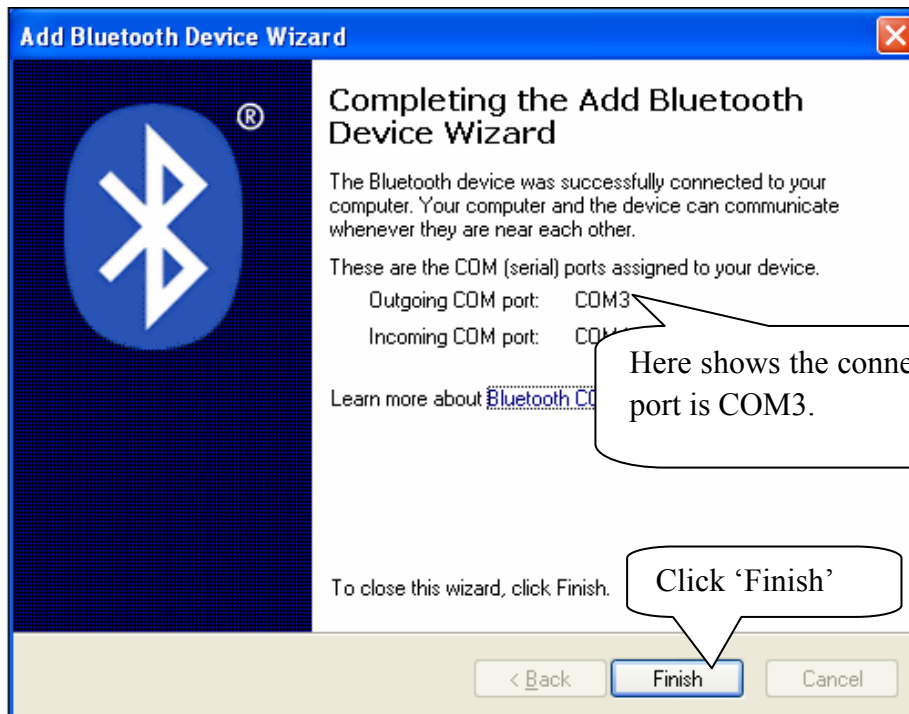 Add Bluetooth Device Wizard
®
Completing the Add Bluetooth
Device Wizard
The Bluetooth device was successfully connected to your
computer. Your computer and the device can communicate
whenever they are near each other.
These are the COM (serial) ports assigned to your device.
Outgoing COM port: COM3
Incoming COM port:
Here shows the
port is COM3.
Learn more about Bluetooth
To close this wizard, click Finish.
Click ‘Finish’
< Back Finish Cancel